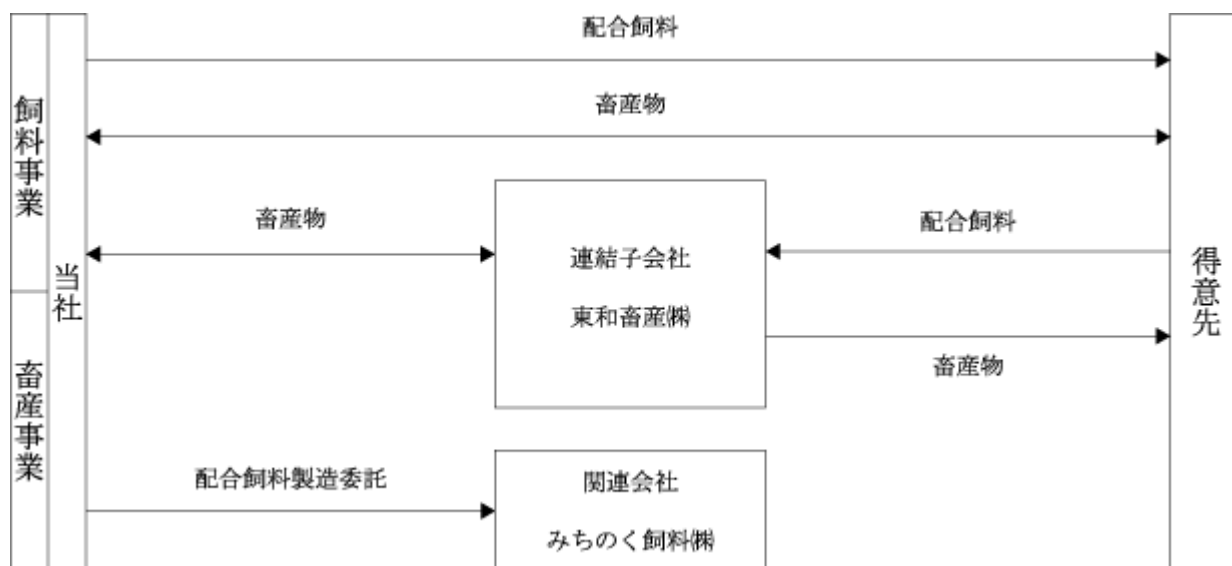 配合飼料
畜産物
飼料事業
畜産事業
当社
畜産物
連結子会社
東和畜産㈱
配合飼料
畜産物
得意先
配合飼料製造委託
関連会社
みちのく飼料㈱